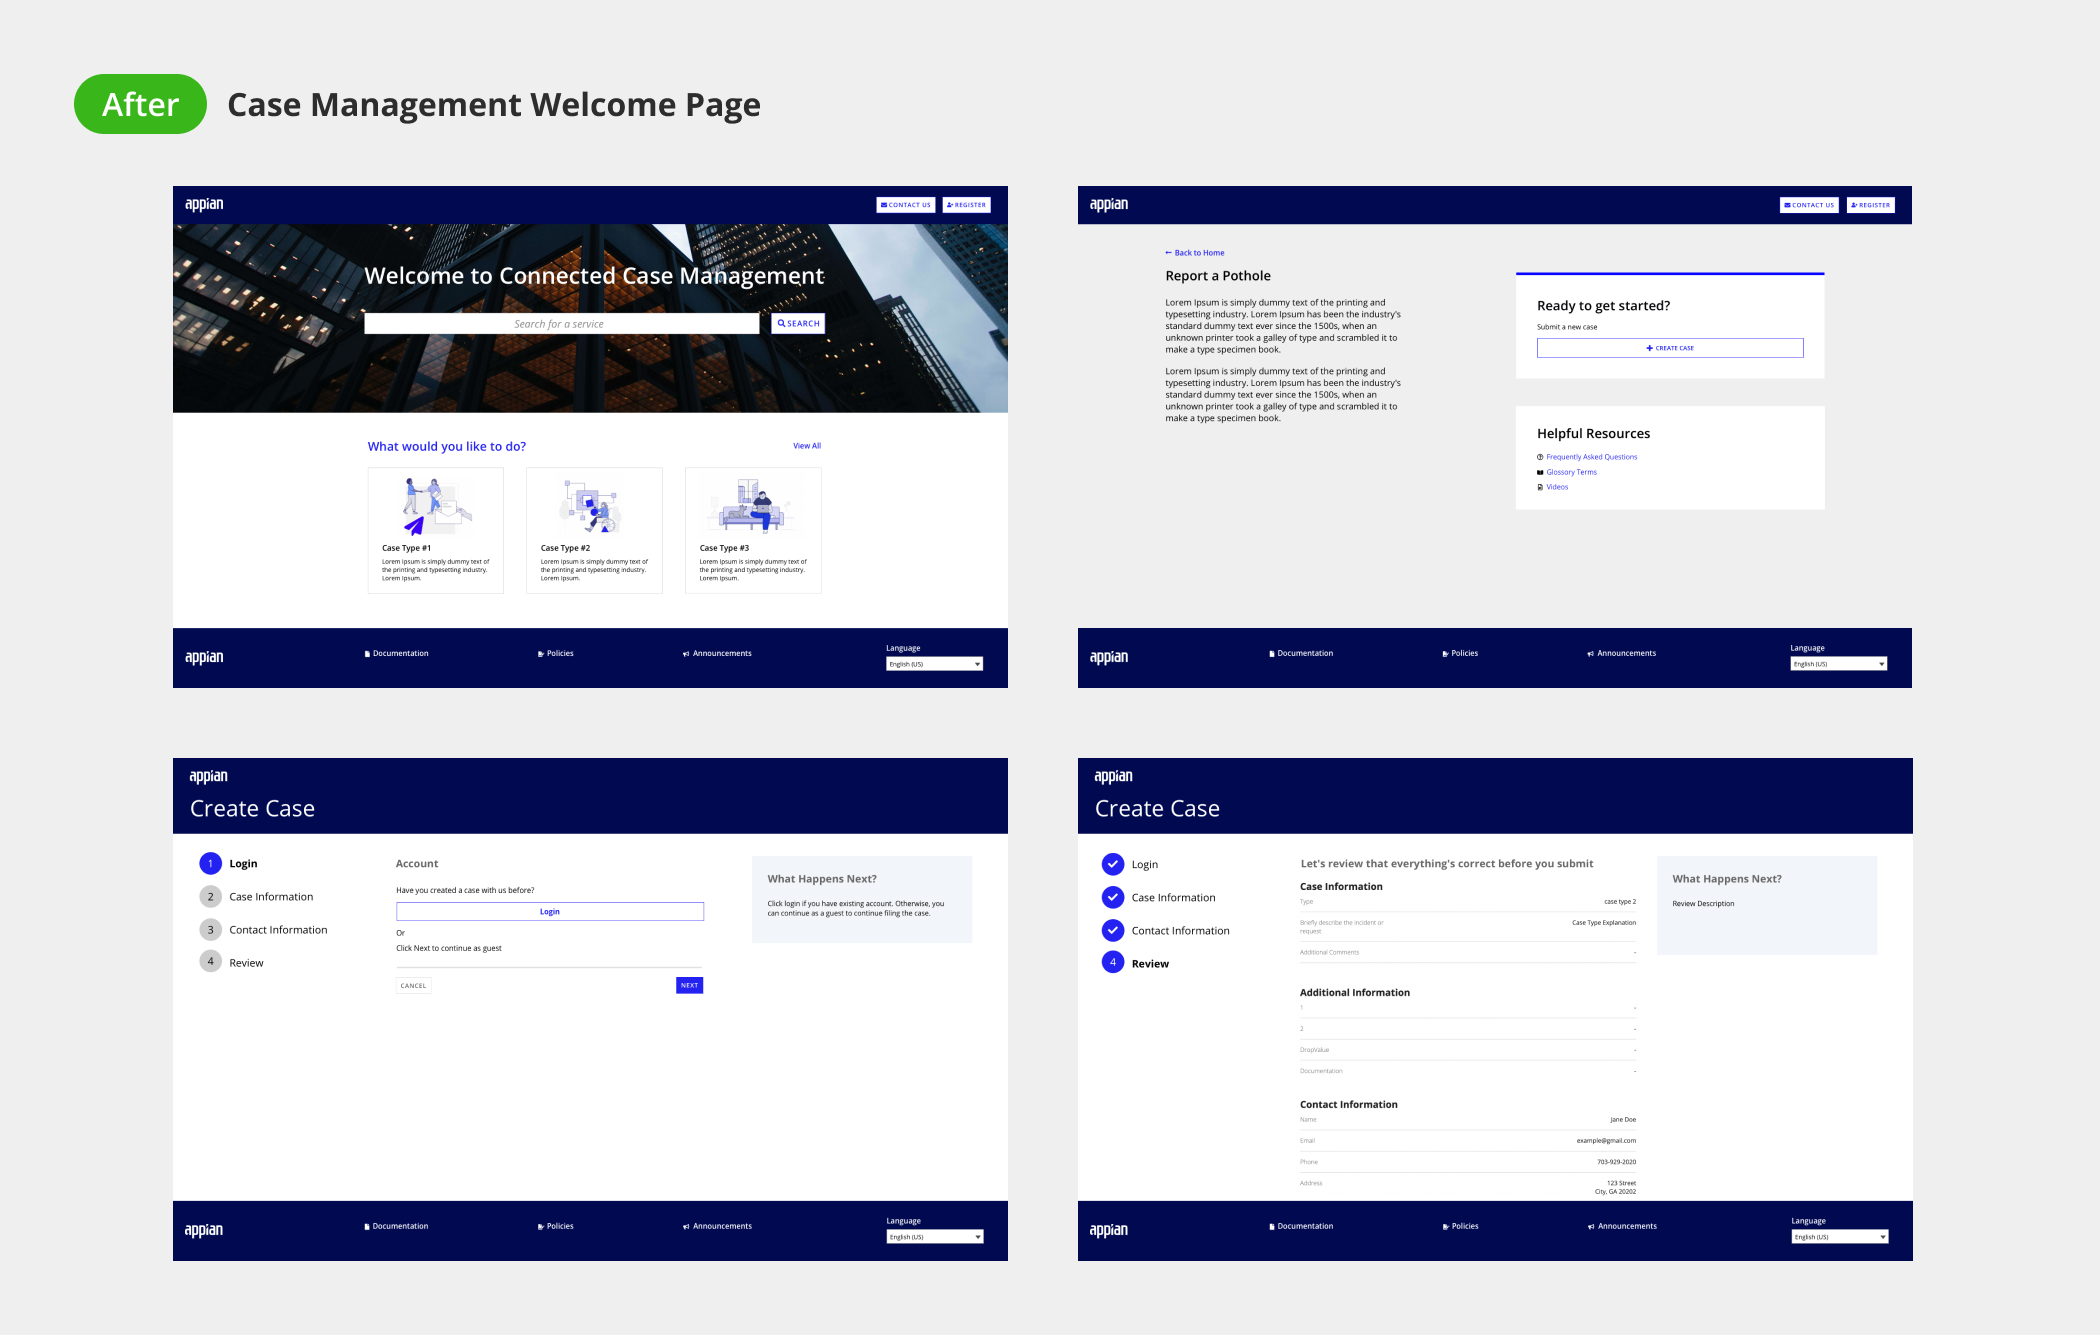 After
Case Management Welcome Page
appian
CONTACT US
REGISTER
Welcome to Connected Case Management
Search for a service
SEARCH
What would you like to do?
View All
Case Type #1
Lorem Ipsum is simply dummy text of
the printing and typesetting industry.
Lorem Ipsum.
Case Type #2
Lorem Ipsum is simply dummy text of
the printing and typesetting industry.
Lorem Ipsum.
Case Type #3
Lorem Ipsum is simply dummy text of
the printing and typesetting industry.
Lorem Ipsum.
appian
Documentation
Policies
Announcements
Language
English (US)
appian
CONTACT US
REGISTER
Back to Home
Report a Pothole
Lorem Ipsum is simply dummy text of the printing and
typesetting industry. Lorem Ipsum has been the industry's
standard dummy text ever since the 1500s, when an
unknown printer took a galley of type and scrambled it to
make a type specimen book.
Lorem Ipsum is simply dummy text of the printing and
typesetting industry. Lorem Ipsum has been the industry's
standard dummy text ever since the 1500s, when an
unknown printer took a galley of type and scrambled it to
make a type specimen book.
Ready to get started?
Submit a new case
CREATE CASE
Helpful Resources
Frequently Asked Questions
Glossory Terms
Videos
appian
Documentation
Policies
Announcements
Language
English (US)
appian
Create Case
1 Login
2 Case Information
3 Contact Information
4 Review
Account
Have you created a case with us before?
Login
Or
Click Next to continue as guest
CANCEL
NEXT
What Happens Next?
Click login if you have existing account. Otherwise, you
can continue as a guest to continue filing the case.
appian
Documentation
Policies
Announcements
Language
English (US)
appian
Create Case
Login
Case Information
Contact Information
4 Review
Let's review that everything's correct before you submit
Case Information
Type case type 2
Briefly describe the incident or Case Type Explanation
request
Additional Comments -
Additional Information
1 -
2 -
DropValue -
Documentation -
Contact Information
Name Jane Doe
Email example@gmail.com
Phone 703-929-2020
Address 123 Street
City, GA 20202
What Happens Next?
Review Description
appian
Documentation
Policies
Announcements
Language
English (US)